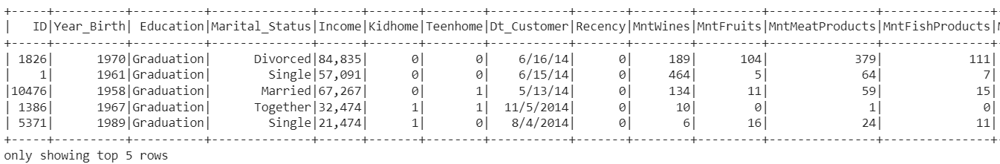 +-----+----------+----------+--------------+------+-------+--------+-----------+-------+--------+---------+---------------+---------------+
|   ID|Year_Birth| Education|Marital_Status|Income|Kidhome|Teenhome|Dt_Customer|Recency|MntWines|MntFruits|MntMeatProducts|MntFishProducts|
+-----+----------+----------+--------------+------+-------+--------+-----------+-------+--------+---------+---------------+---------------+
| 1826|      1970|Graduation|      Divorced|84,835|      0|       0|    6/16/14|      0|     189|      104|            379|            111|
|    1|      1961|Graduation|        Single|57,091|      0|       0|    6/15/14|      0|     464|        5|             64|              7|
|10476|      1958|Graduation|       Married|67,267|      0|       1|    5/13/14|      0|     134|       11|             59|             15|
| 1386|      1967|Graduation|      Together|32,474|      1|       1|  11/5/2014|      0|      10|        0|              1|              0|
| 5371|      1989|Graduation|        Single|21,474|      1|       0|   8/4/2014|      0|       6|       16|             24|             11|
+-----+----------+----------+--------------+------+-------+--------+-----------+-------+--------+---------+---------------+---------------+
only showing top 5 rows